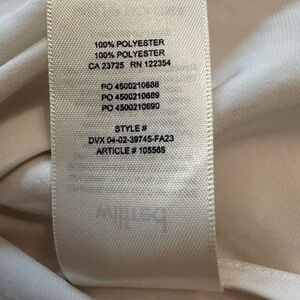 100% POLYESTER
100% POLYESTER
CA 23725 RN 122354
PO 4500210688
PO 4500210689
PO 4500210690
STYLE #
DVX 04-02-39745-FA23
ARTICLE # 105566